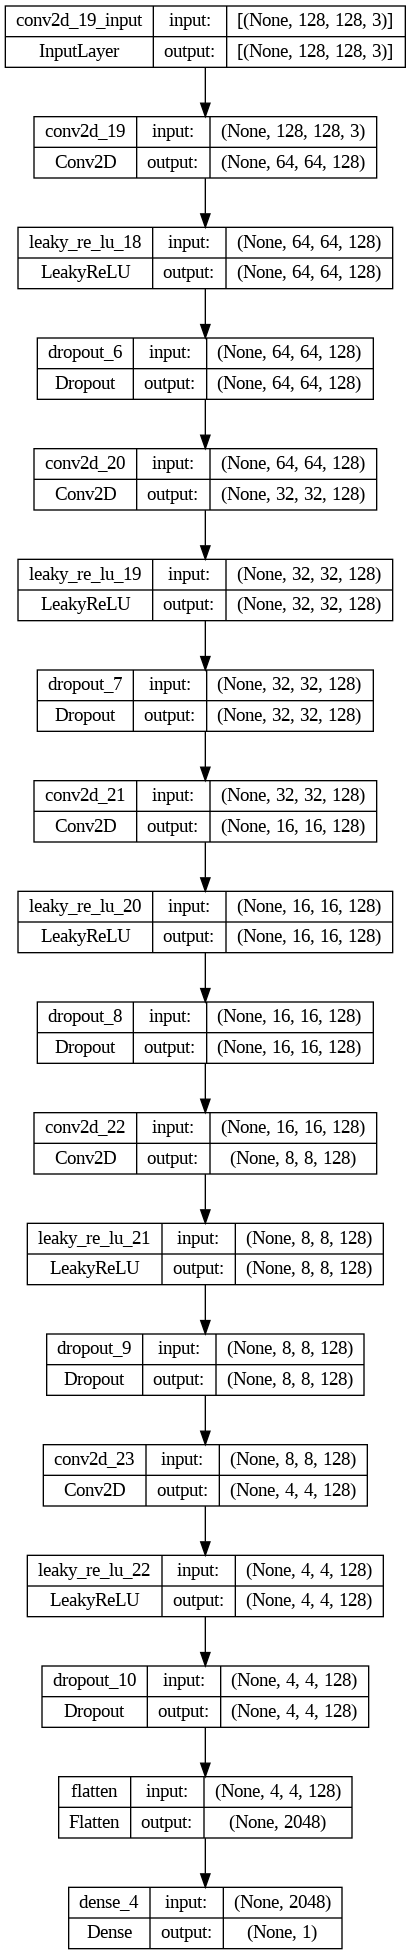 conv2d_19_input input: [(None, 128, 128, 3)]
InputLayer output: [(None, 128, 128, 3)]
conv2d_19 input: (None, 128, 128, 3)
Conv2D output: (None, 64, 64, 128)
leaky_re_lu_18 input: (None, 64, 64, 128)
LeakyReLU output: (None, 64, 64, 128)
dropout_6 input: (None, 64, 64, 128)
Dropout output: (None, 64, 64, 128)
conv2d_20 input: (None, 64, 64, 128)
Conv2D output: (None, 32, 32, 128)
leaky_re_lu_19 input: (None, 32, 32, 128)
LeakyReLU output: (None, 32, 32, 128)
dropout_7 input: (None, 32, 32, 128)
Dropout output: (None, 32, 32, 128)
conv2d_21 input: (None, 32, 32, 128)
Conv2D output: (None, 16, 16, 128)
leaky_re_lu_20 input: (None, 16, 16, 128)
LeakyReLU output: (None, 16, 16, 128)
dropout_8 input: (None, 16, 16, 128)
Dropout output: (None, 16, 16, 128)
conv2d_22 input: (None, 16, 16, 128)
Conv2D output: (None, 8, 8, 128)
leaky_re_lu_21 input: (None, 8, 8, 128)
LeakyReLU output: (None, 8, 8, 128)
dropout_9 input: (None, 8, 8, 128)
Dropout output: (None, 8, 8, 128)
conv2d_23 input: (None, 8, 8, 128)
Conv2D output: (None, 4, 4, 128)
leaky_re_lu_22 input: (None, 4, 4, 128)
LeakyReLU output: (None, 4, 4, 128)
dropout_10 input: (None, 4, 4, 128)
Dropout output: (None, 4, 4, 128)
flatten input: (None, 4, 4, 128)
Flatten output: (None, 2048)
dense_4 input: (None, 2048)
Dense output: (None, 1)